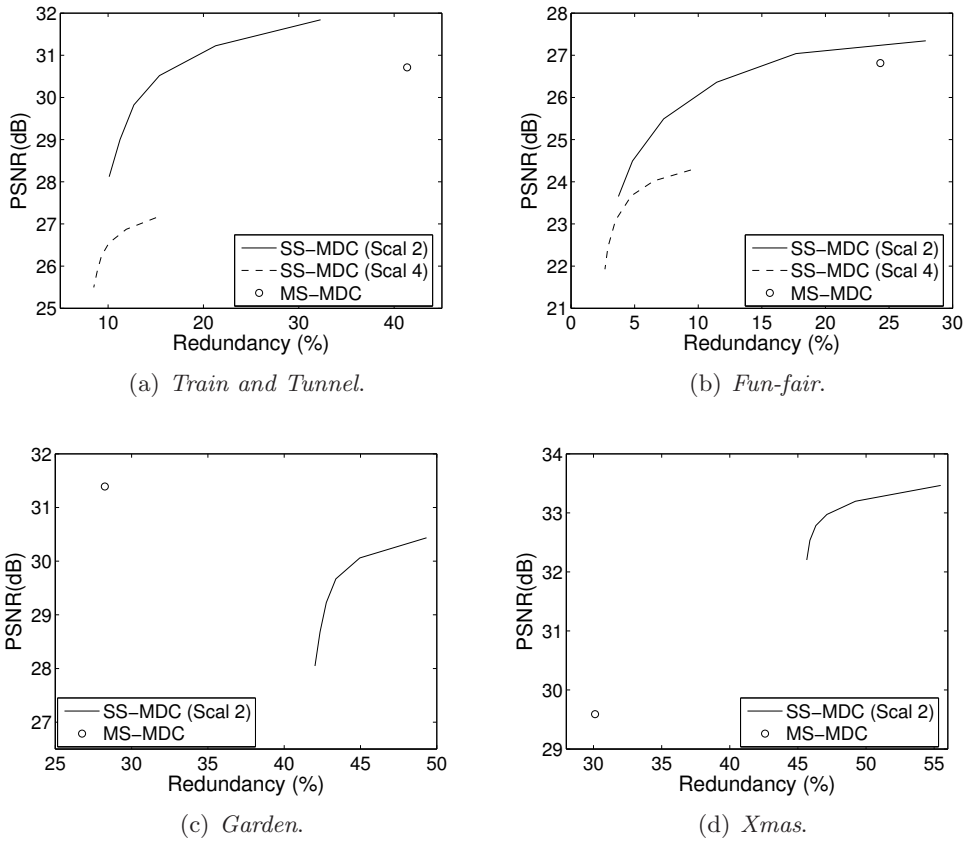 32
31
30
29
28
27
26
25
PSNR(dB)
10 20 30 40
Redundancy (%)
SS−MDC (Scal 2)
SS−MDC (Scal 4)
MS−MDC
(a) Train and Tunnel.
28
27
26
25
24
23
22
21
PSNR(dB)
0 5 10 15 20 25 30
Redundancy (%)
SS−MDC (Scal 2)
SS−MDC (Scal 4)
MS−MDC
(b) Fun-fair.
32
31
30
29
28
27
PSNR(dB)
25 30 35 40 45 50
Redundancy (%)
SS−MDC (Scal 2)
MS−MDC
(c) Garden.
34
33
32
31
30
29
PSNR(dB)
30 35 40 45 50 55
Redundancy (%)
SS−MDC (Scal 2)
MS−MDC
(d) Xmas.